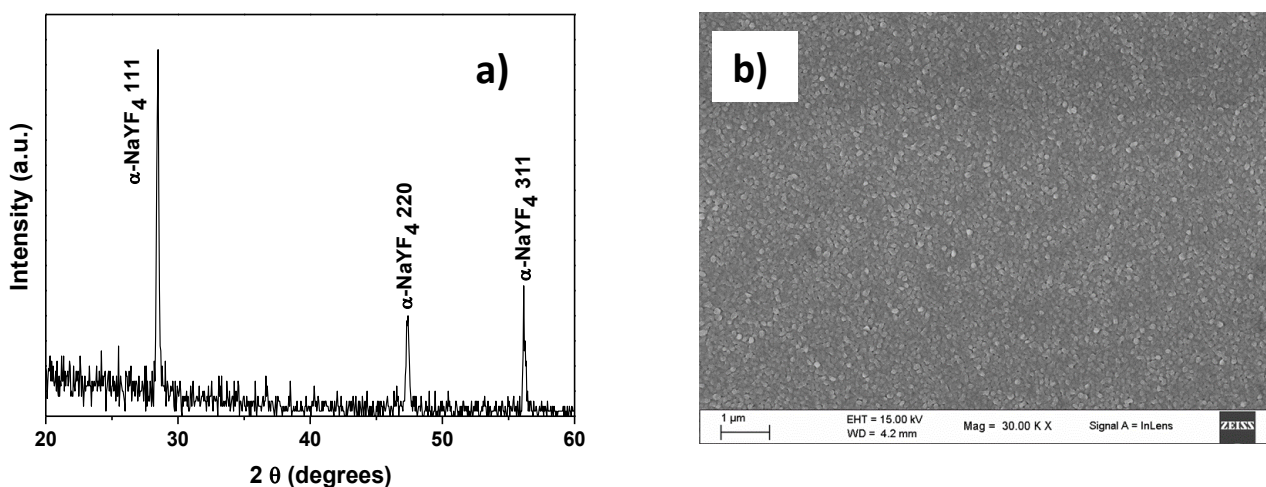 a)
α-NaYF4 111
α-NaYF4 220
α-NaYF4 311
Intensity (a.u.)
20 30 40 50 60
2 θ (degrees)
b)
1 µm
EHT = 15.00 kV
WD = 4.2 mm
Mag = 30.00 K X
Signal A = InLens
ZEISS